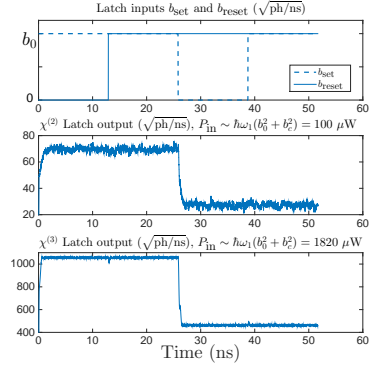 Latch inputs b_set and b_reset (√ph/ns)
b_0
0
b_set
b_reset
0 10 20 30 40 50 60
χ^(2) Latch output (√ph/ns), P_in ∼ ℏω_1(b_0^2 + b_c^2) = 100 μW
80
60
40
20
0 10 20 30 40 50 60
χ^(3) Latch output (√ph/ns), P_in ∼ ℏω_1(b_0^2 + b_c^2) = 1820 μW
1000
800
600
400
0 10 20 30 40 50 60
Time (ns)